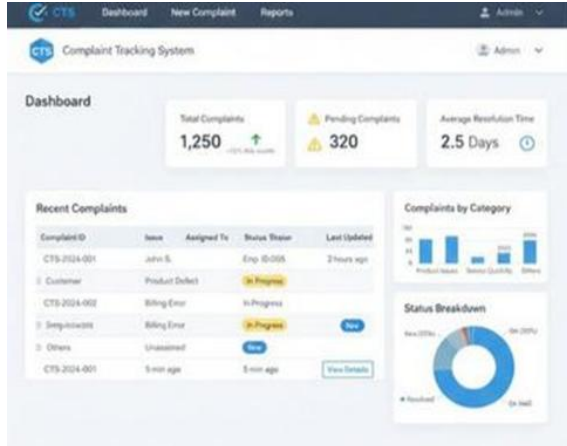 CTS Dashboard New Complaint Reports Admin
CTS Complaint Tracking System Admin
Dashboard
Total Complaints
1,250
Pending Complaints
320
Average Resolution Time
2.5 Days
Recent Complaints
Complaint ID Issue Assigned To Status Last Updated
CTS-2024-001 John S. Emp 2 hours ago
Customer Product Defect In Progress
CTS-2024-002 Billing Error In Progress
Billing Error In Progress New
Others New
CTS-2024-001 5 min ago 5 min ago View Details
Complaints by Category
Product Issues Others
Status Breakdown
Resolved